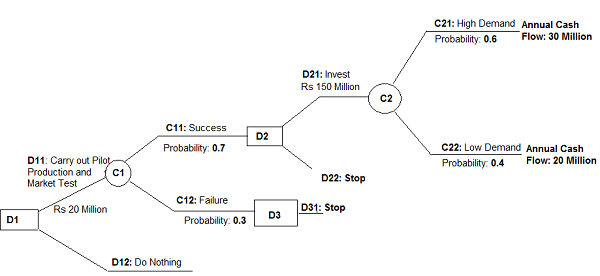 C21: High Demand
Annual Cash
Flow: 30 Million
Probability: 0.6
D21: Invest
Rs 150 Million
C2
C11: Success
D2
Probability: 0.7
C22: Low Demand
Annual Cash
Flow: 20 Million
Probability: 0.4
D11: Carry out Pilot
Production and
Market Test
C1
D22: Stop
C12: Failure
D31: Stop
Rs 20 Million
Probability: 0.3
D3
D1
D12: Do Nothing